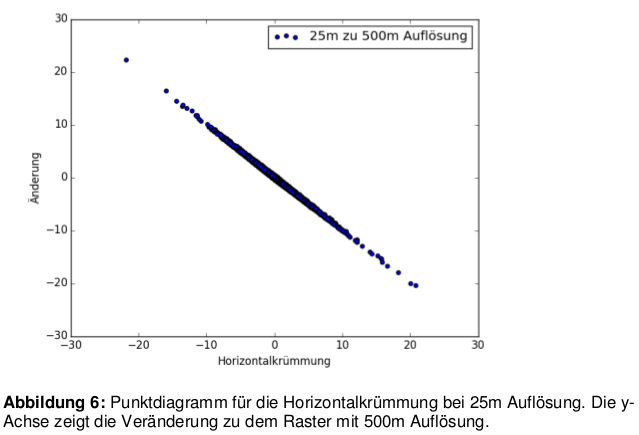 30
25m zu 500m Auflösung
20
10
0
−10
−20
−30
Änderung
−30 −20 −10 0 10 20 30
Horizontalkrümmung
Abbildung 6: Punktdiagramm für die Horizontalkrümmung bei 25m Auflösung. Die y-
Achse zeigt die Veränderung zu dem Raster mit 500m Auflösung.